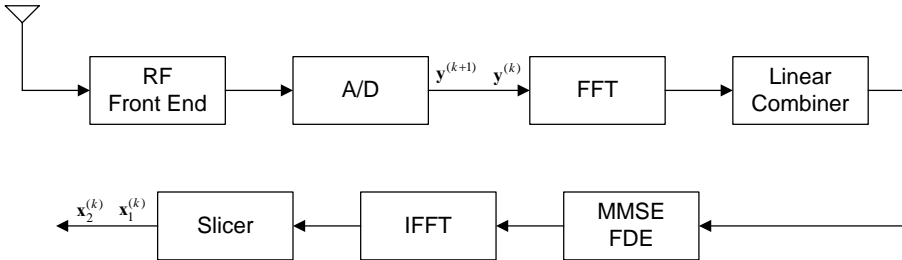 RF
Front End
A/D
y^(k+1) y^(k)
FFT
Linear
Combiner
x_2^(k) x_1^(k)
Slicer
IFFT
MMSE
FDE